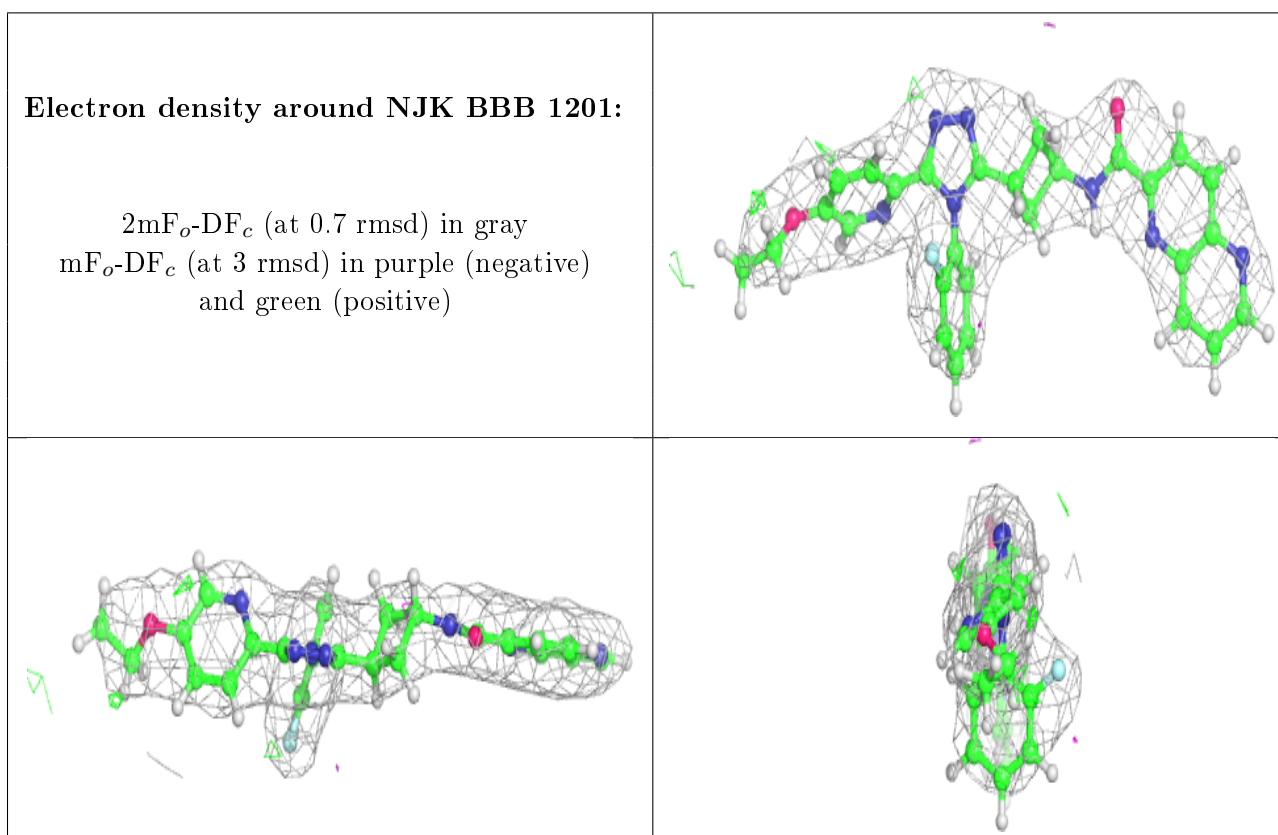 Electron density around NJK BBB 1201:
2mFₒ-DF𝒸 (at 0.7 rmsd) in gray
mFₒ-DF𝒸 (at 3 rmsd) in purple (negative)
and green (positive)